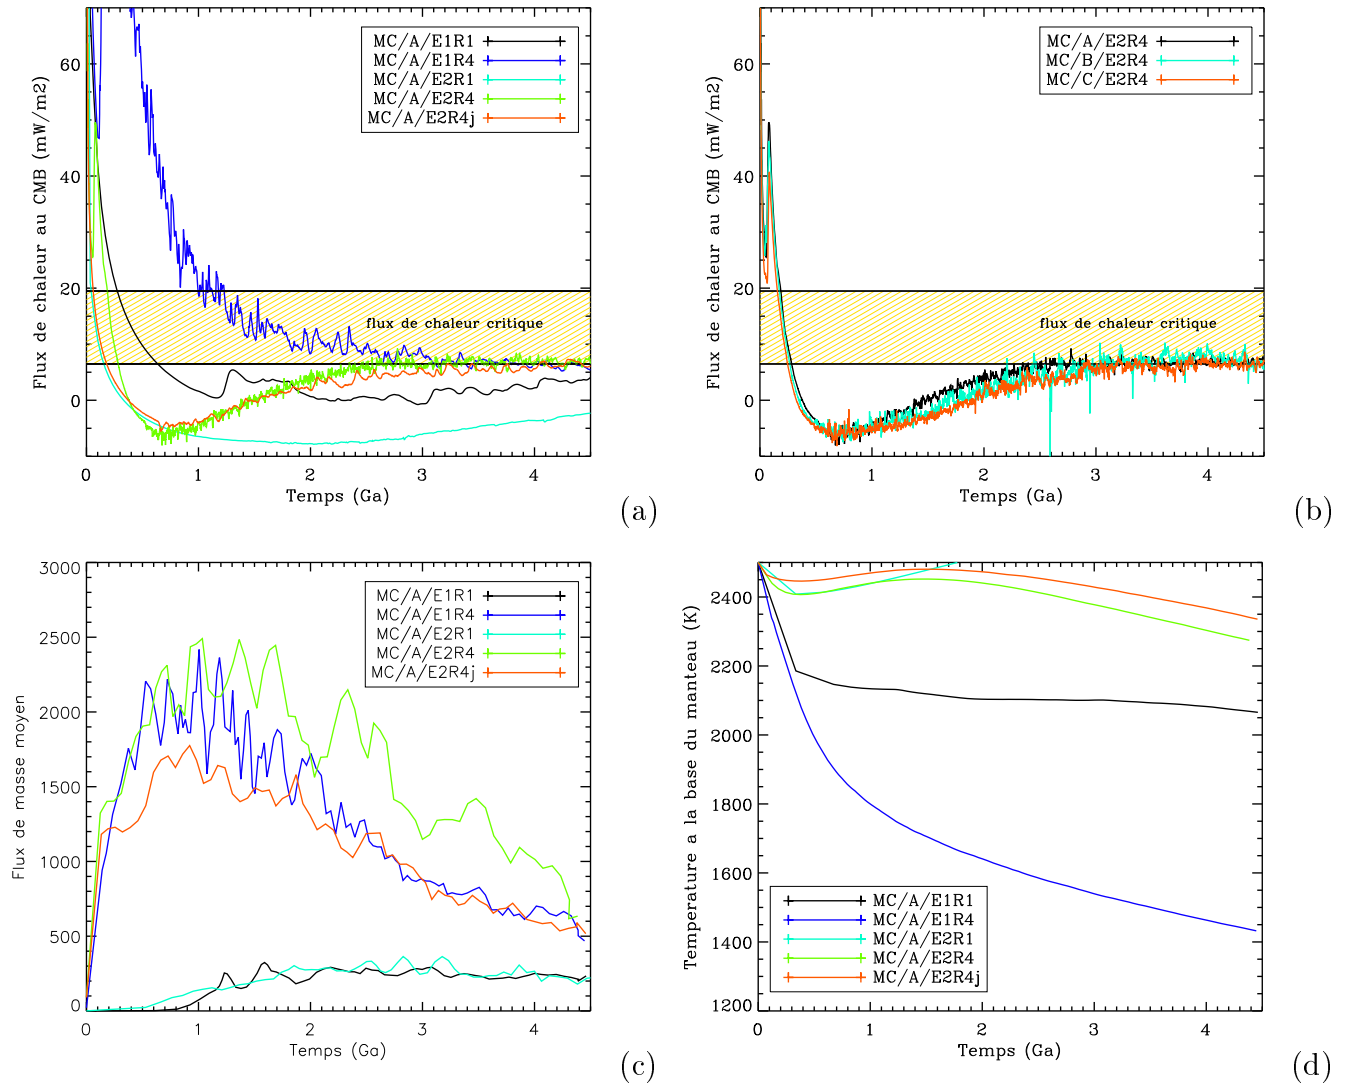 Flux de chaleur au CMB (mW/m2)
60
40
20
0
MC/A/E1R1
MC/A/E1R4
MC/A/E2R1
MC/A/E2R4
MC/A/E2R4j
flux de chaleur critique
0 1 2 3 4
Temps (Ga)
(a)
Flux de chaleur au CMB (mW/m2)
60
40
20
0
MC/A/E2R4
MC/B/E2R4
MC/C/E2R4
flux de chaleur critique
0 1 2 3 4
Temps (Ga)
(b)
Flux de masse moyen
3000
2500
2000
1500
1000
500
0
MC/A/E1R1
MC/A/E1R4
MC/A/E2R1
MC/A/E2R4
MC/A/E2R4j
0 1 2 3 4
Temps (Ga)
(c)
Temperature a la base du manteau (K)
2400
2200
2000
1800
1600
1400
1200
MC/A/E1R1
MC/A/E1R4
MC/A/E2R1
MC/A/E2R4
MC/A/E2R4j
0 1 2 3 4
Temps (Ga)
(d)